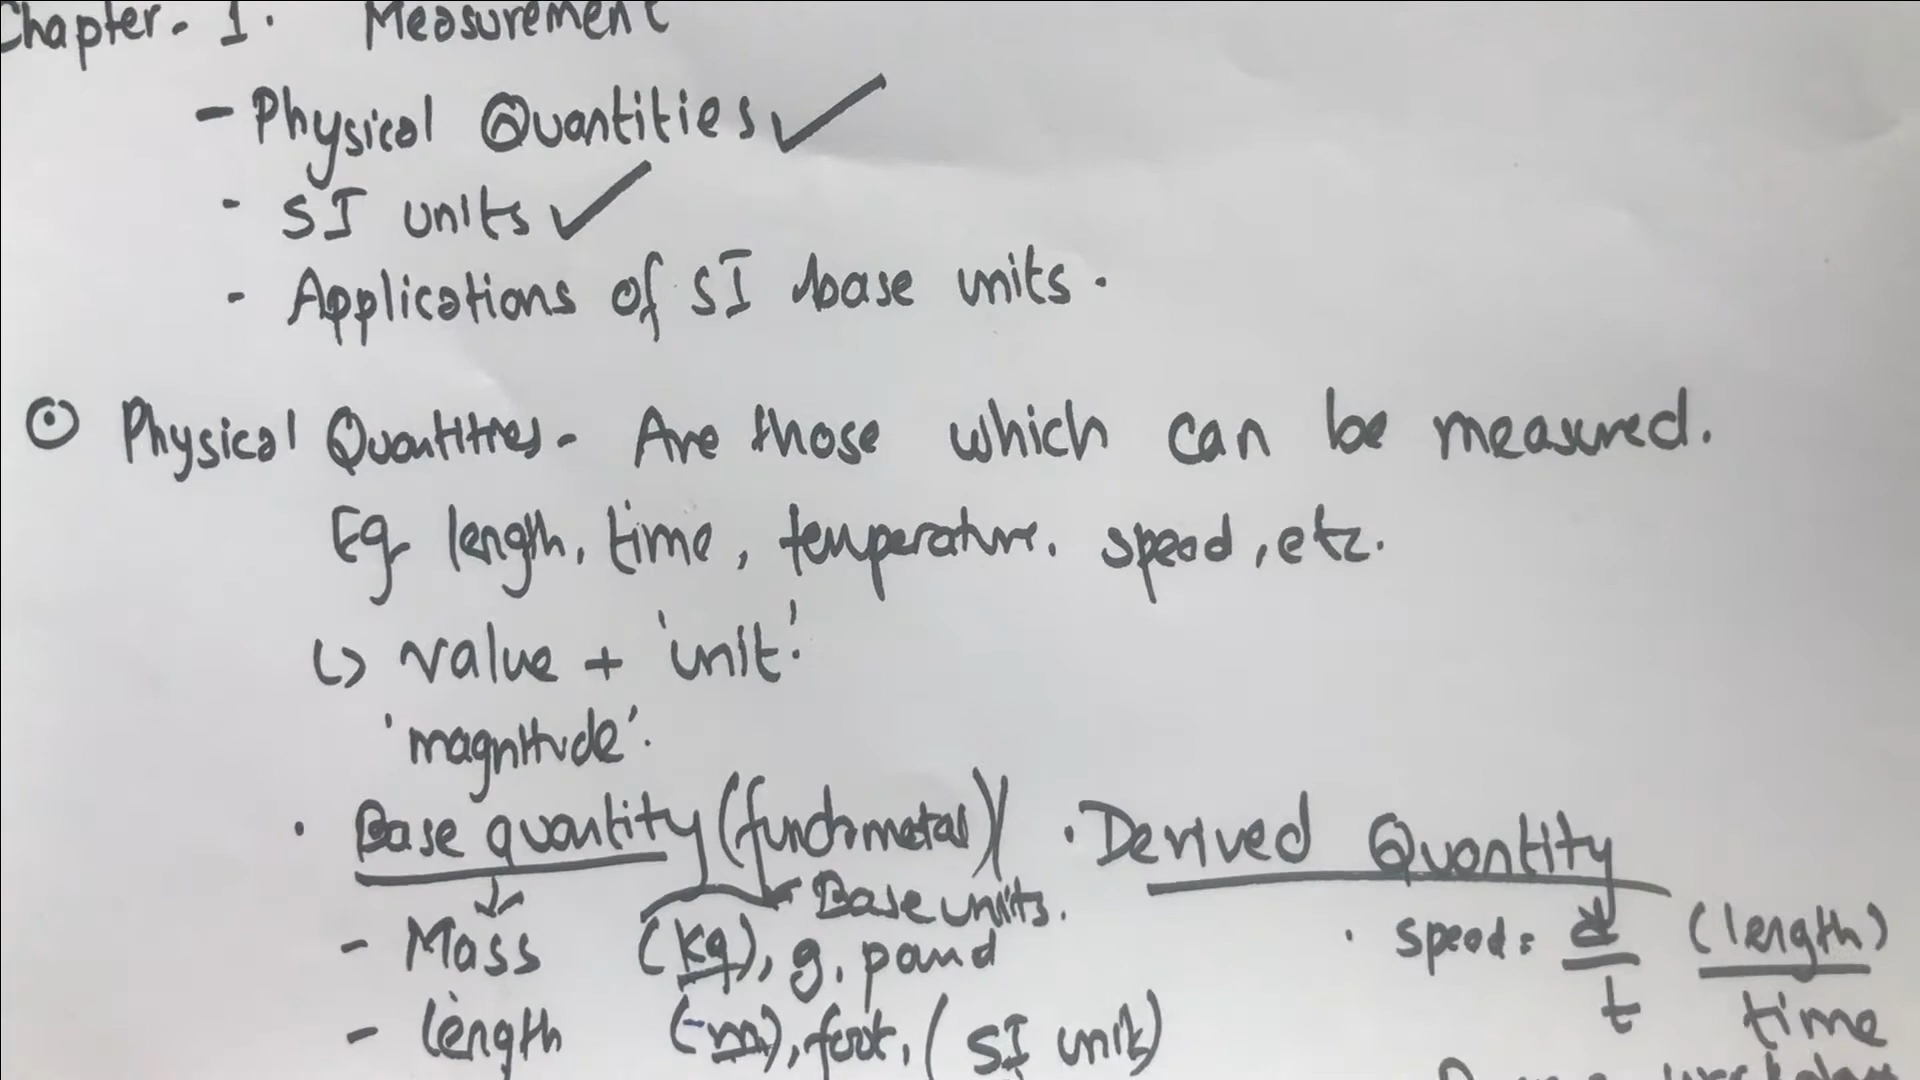 Chapter - 1. Measurement
- Physical Quantities ✓
- SI units ✓
- Applications of SI base units.
⊙ Physical Quantities - Are those which can be measured.
Eg length, time, temperature. speed, etc.
↳ value + 'unit'.
'magnitude'.
· Base quantity (fundametal)
Base units.
- Mass (kg), g, pound
- length (m), foot, (SI unit)
· Derived Quantity
· speed = d/t (length)/time